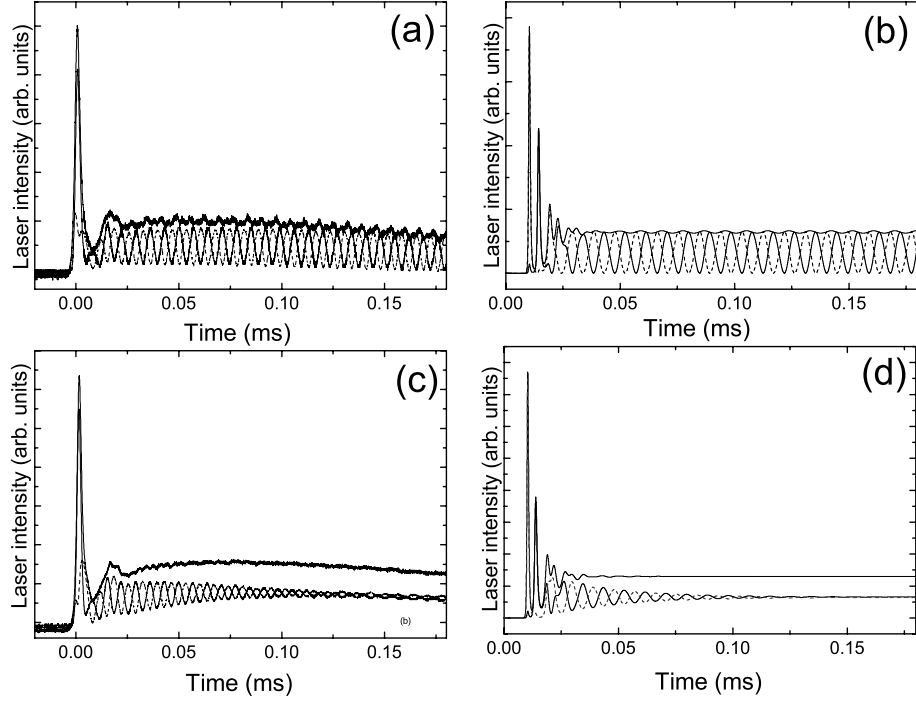 (a)
Laser intensity (arb. units)
0.00 0.05 0.10 0.15
Time (ms)
(b)
Laser intensity (arb. units)
0.00 0.05 0.10 0.15
Time (ms)
(c)
Laser intensity (arb. units)
(b)
0.00 0.05 0.10 0.15
Time (ms)
(d)
Laser intensity (arb. units)
0.00 0.05 0.10 0.15
Time (ms)